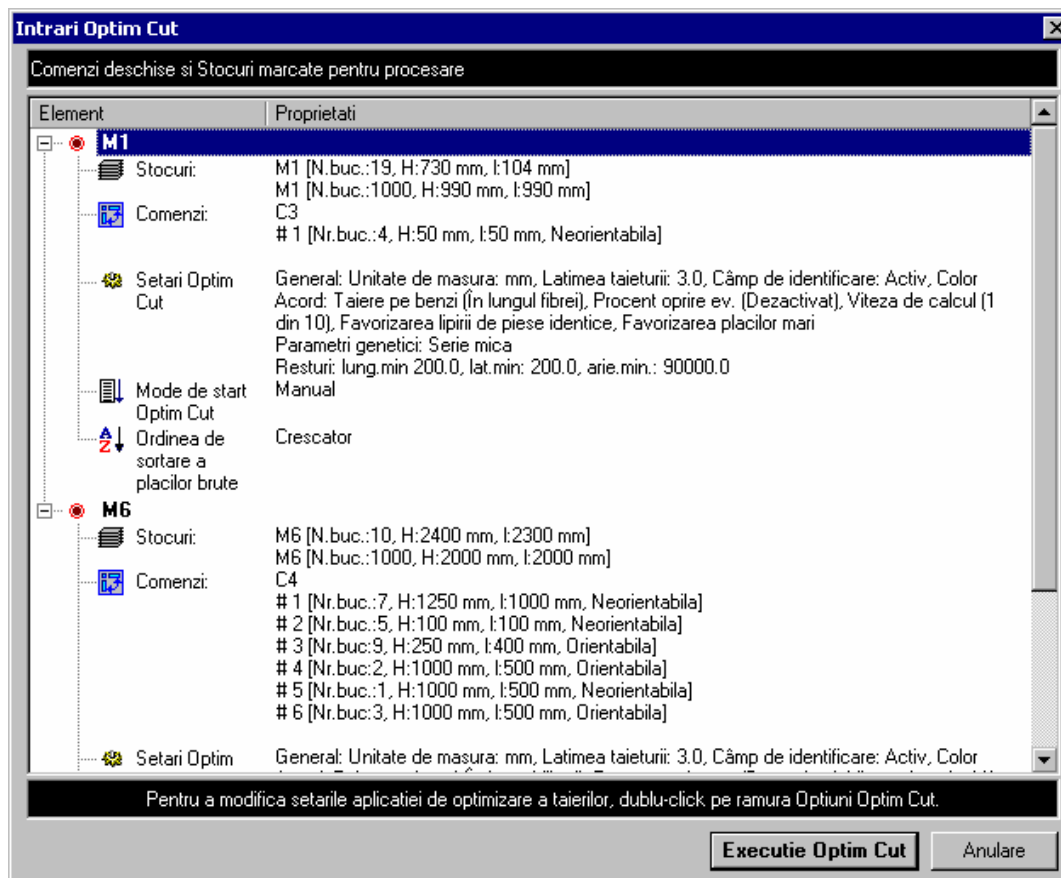 Intrari Optim Cut
Comenzi deschise si Stocuri marcate pentru procesare
Element Proprietati
M1
Stocuri: M1 [N.buc.:19, H:730 mm, l:104 mm]
M1 [N.buc.:1000, H:990 mm, l:990 mm]
Comenzi: C3
# 1 [Nr.buc.:4, H:50 mm, l:50 mm, Neorientabila]
Setari Optim General: Unitate de masura: mm, Latimea taieturii: 3.0, Câmp de identificare: Activ, Color
Cut Acord: Taiere pe benzi (În lungul fibrei), Procent oprire ev. (Dezactivat), Viteza de calcul (1
din 10), Favorizarea lipirii de piese identice, Favorizarea placilor mari
Parametri genetici: Serie mica
Resturi: lung.min 200.0, lat.min: 200.0, arie.min.: 90000.0
Mode de start Manual
Optim Cut
Ordinea de Crescator
sortare a
placilor brute
M6
Stocuri: M6 [N.buc.:10, H:2400 mm, l:2300 mm]
M6 [N.buc.:1000, H:2000 mm, l:2000 mm]
Comenzi: C4
# 1 [Nr.buc.:7, H:1250 mm, l:1000 mm, Neorientabila]
# 2 [Nr.buc.:5, H:100 mm, l:100 mm, Neorientabila]
# 3 [Nr.buc:9, H:250 mm, l:400 mm, Orientabila]
# 4 [Nr.buc:2, H:1000 mm, l:500 mm, Orientabila]
# 5 [Nr.buc.:1, H:1000 mm, l:500 mm, Neorientabila]
# 6 [Nr.buc:3, H:1000 mm, l:500 mm, Orientabila]
Setari Optim General: Unitate de masura: mm, Latimea taieturii: 3.0, Câmp de identificare: Activ, Color
Pentru a modifica setarile aplicatiei de optimizare a taierilor, dublu-click pe ramura Optiuni Optim Cut.
Executie Optim Cut Anulare